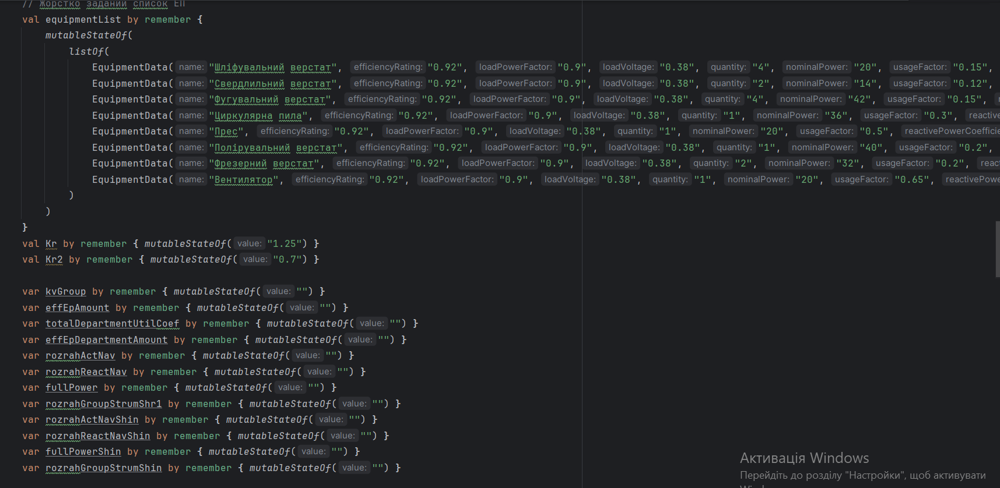 // Жорстко заданий список ЕП
val equipmentList by remember {
mutableStateOf(
listOf(
EquipmentData( name: "Шліфувальний верстат", efficiencyRating: "0.92", loadPowerFactor: "0.9", loadVoltage: "0.38", quantity: "4", nominalPower: "20", usageFactor: "0.15",
EquipmentData( name: "Свердлильний верстат", efficiencyRating: "0.92", loadPowerFactor: "0.9", loadVoltage: "0.38", quantity: "2", nominalPower: "14", usageFactor: "0.12",
EquipmentData( name: "Фугувальний верстат", efficiencyRating: "0.92", loadPowerFactor: "0.9", loadVoltage: "0.38", quantity: "4", nominalPower: "42", usageFactor: "0.15",
EquipmentData( name: "Циркулярна пила", efficiencyRating: "0.92", loadPowerFactor: "0.9", loadVoltage: "0.38", quantity: "1", nominalPower: "36", usageFactor: "0.3", reactive
EquipmentData( name: "Прес", efficiencyRating: "0.92", loadPowerFactor: "0.9", loadVoltage: "0.38", quantity: "1", nominalPower: "20", usageFactor: "0.5", reactivePowerCoefficie
EquipmentData( name: "Полірувальний верстат", efficiencyRating: "0.92", loadPowerFactor: "0.9", loadVoltage: "0.38", quantity: "1", nominalPower: "40", usageFactor: "0.2",
EquipmentData( name: "Фрезерний верстат", efficiencyRating: "0.92", loadPowerFactor: "0.9", loadVoltage: "0.38", quantity: "2", nominalPower: "32", usageFactor: "0.2", reac
EquipmentData( name: "Вентилятор", efficiencyRating: "0.92", loadPowerFactor: "0.9", loadVoltage: "0.38", quantity: "1", nominalPower: "20", usageFactor: "0.65", reactivePowe
)
)
}
val Kr by remember { mutableStateOf( value: "1.25") }
val Kr2 by remember { mutableStateOf( value: "0.7") }
var kvGroup by remember { mutableStateOf( value: "") }
var effEpAmount by remember { mutableStateOf( value: "") }
var totalDepartmentUtilCoef by remember { mutableStateOf( value: "") }
var effEpDepartmentAmount by remember { mutableStateOf( value: "") }
var rozrahActNav by remember { mutableStateOf( value: "") }
var rozrahReactNav by remember { mutableStateOf( value: "") }
var fullPower by remember { mutableStateOf( value: "") }
var rozrahGroupStrumShr1 by remember { mutableStateOf( value: "") }
var rozrahActNavShin by remember { mutableStateOf( value: "") }
var rozrahReactNavShin by remember { mutableStateOf( value: "") }
var fullPowerShin by remember { mutableStateOf( value: "") }
var rozrahGroupStrumShin by remember { mutableStateOf( value: "") }
Активація Windows
Перейдіть до розділу "Настройки", щоб активувати